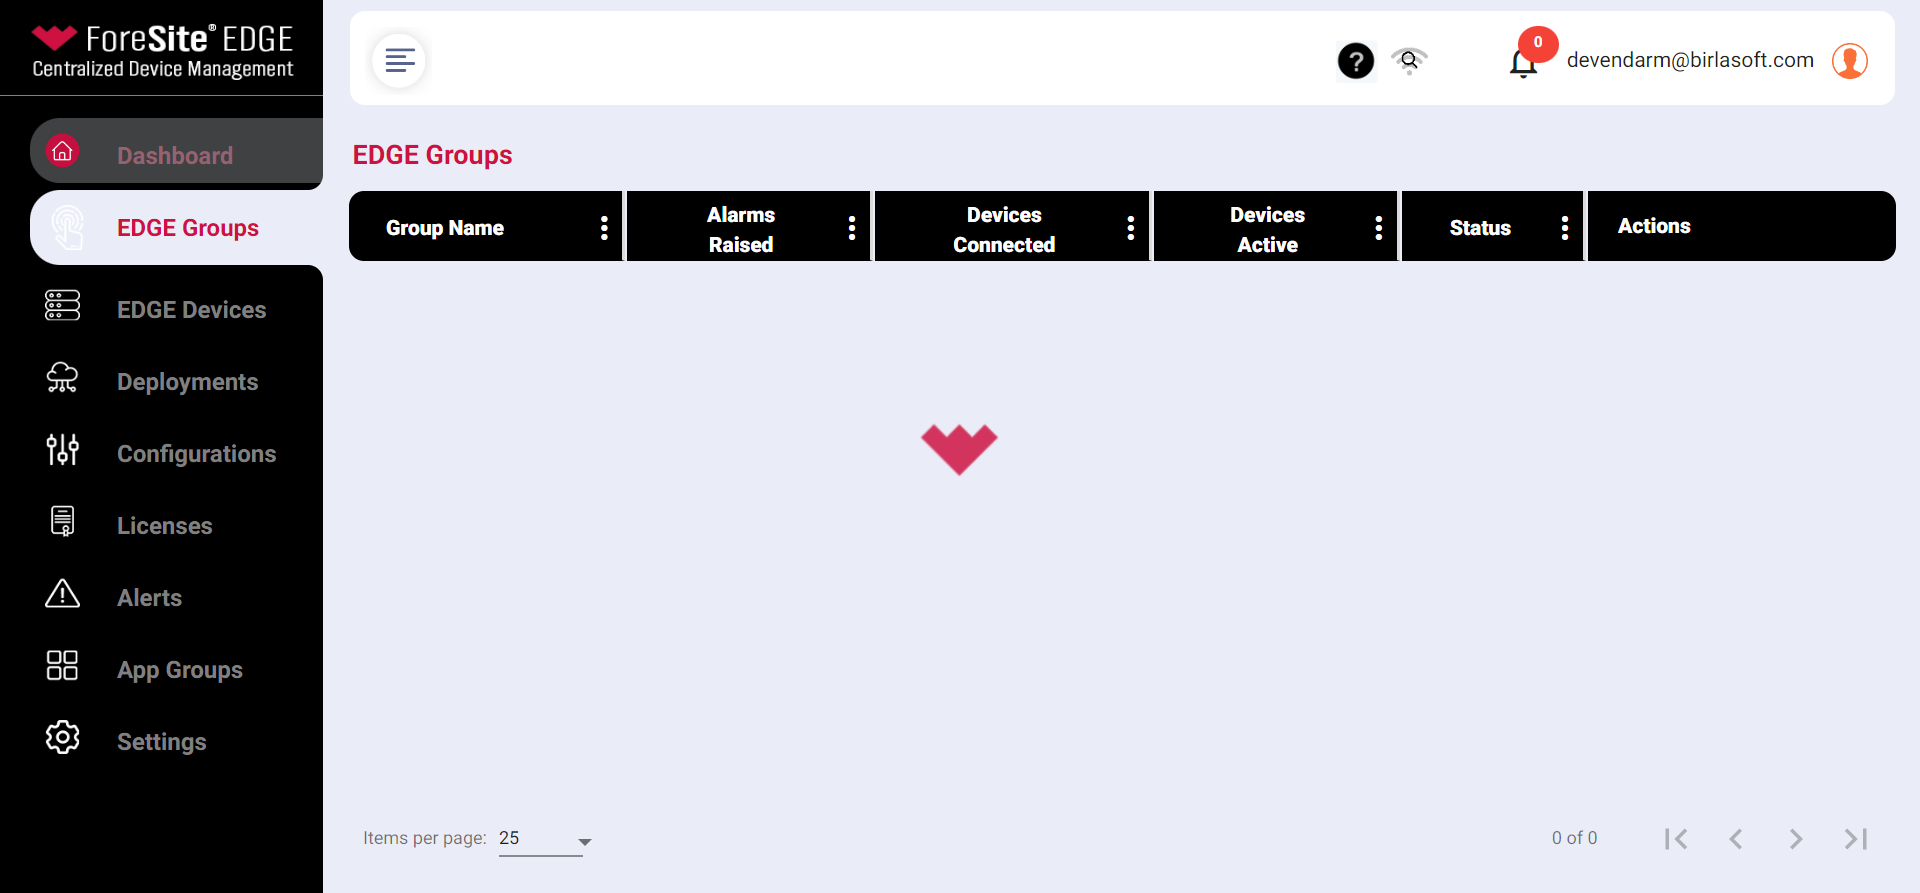 ForeSite® EDGE
Centralized Device Management
0
devendarm@birlasoft.com
Dashboard
EDGE Groups
EDGE Devices
Deployments
Configurations
Licenses
Alerts
App Groups
Settings
EDGE Groups
Group Name
Alarms
Raised
Devices
Connected
Devices
Active
Status
Actions
Items per page: 25
0 of 0